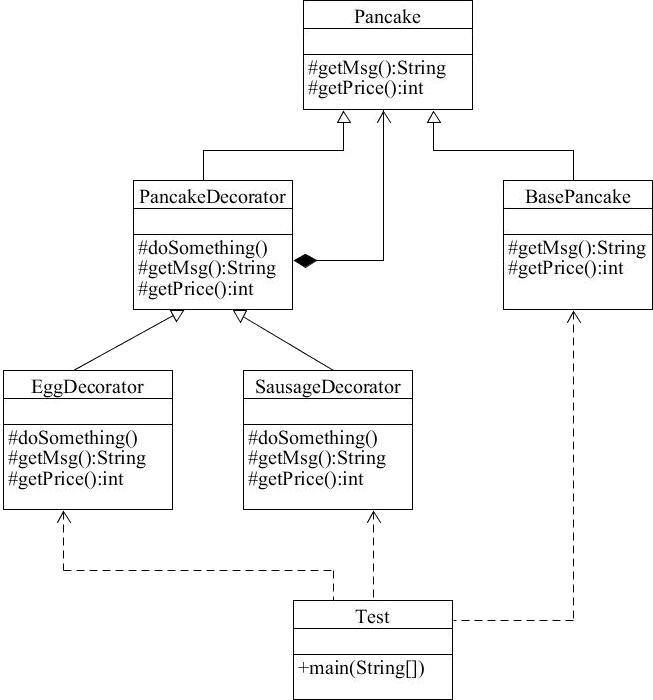 Pancake
#getMsg():String
#getPrice():int
PancakeDecorator
#doSomething()
#getMsg():String
#getPrice():int
BasePancake
#getMsg():String
#getPrice():int
EggDecorator
#doSomething()
#getMsg():String
#getPrice():int
SausageDecorator
#doSomething()
#getMsg():String
#getPrice():int
Test
+main(String[])